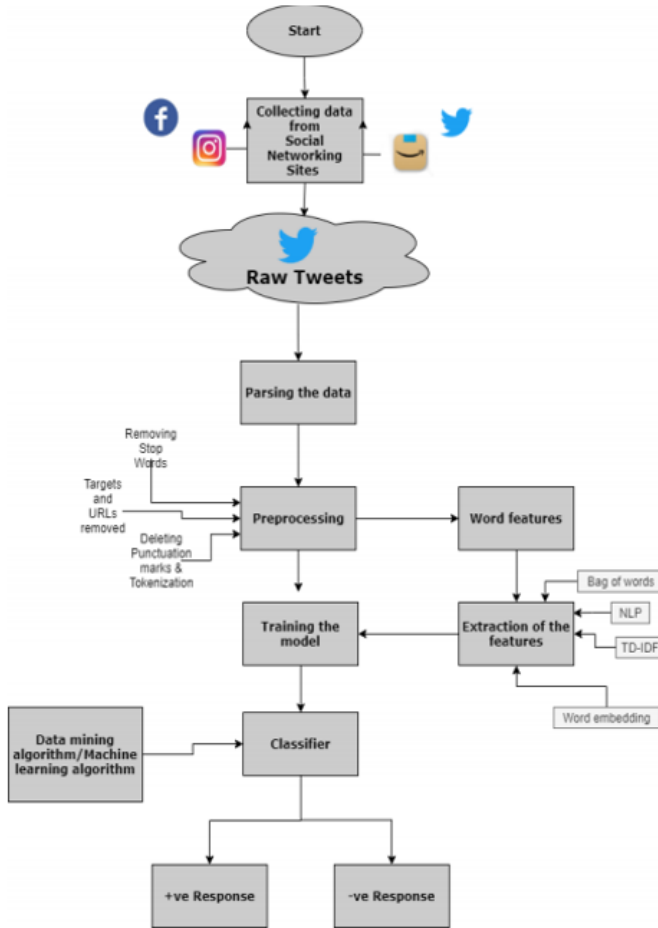 Start
Collecting data
from
Social
Networking
Sites
Raw Tweets
Parsing the data
Removing
Stop
Words
Targets and
URLs
removed
Deleting
Punctuation
marks &
Tokenization
Preprocessing
Word features
Bag of words
NLP
TD-IDF
Word embedding
Extraction of the
features
Training the
model
Data mining
algorithm/Machine
learning algorithm
Classifier
+ve Response
-ve Response